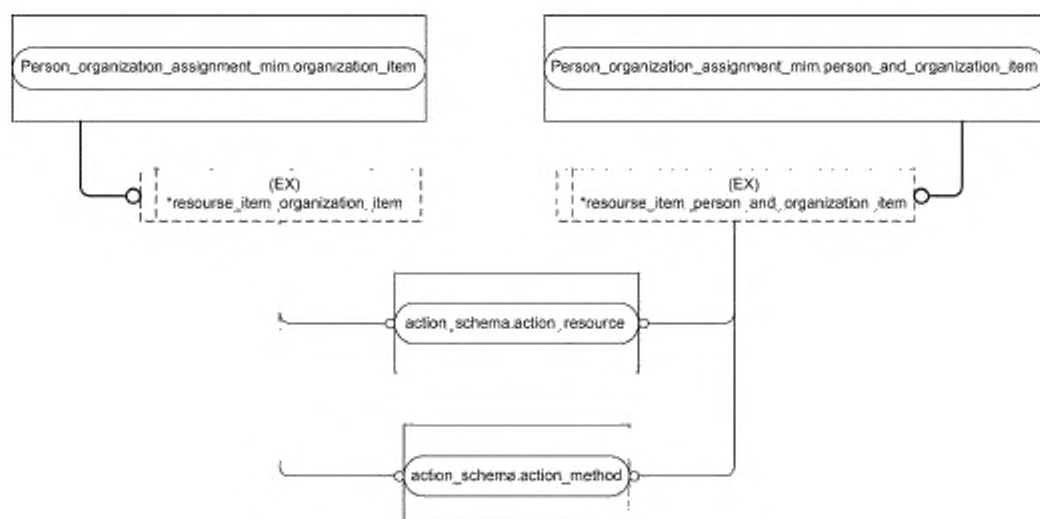 Person_organization_assignment_mim.organization_item
Person_organization_assignment_mim.person_and_organization_item
(EX)
*resourse_item_organization_item
(EX)
*resourse_item_person_and_organization_item
action_schema.action_resource
action_schema.action_method